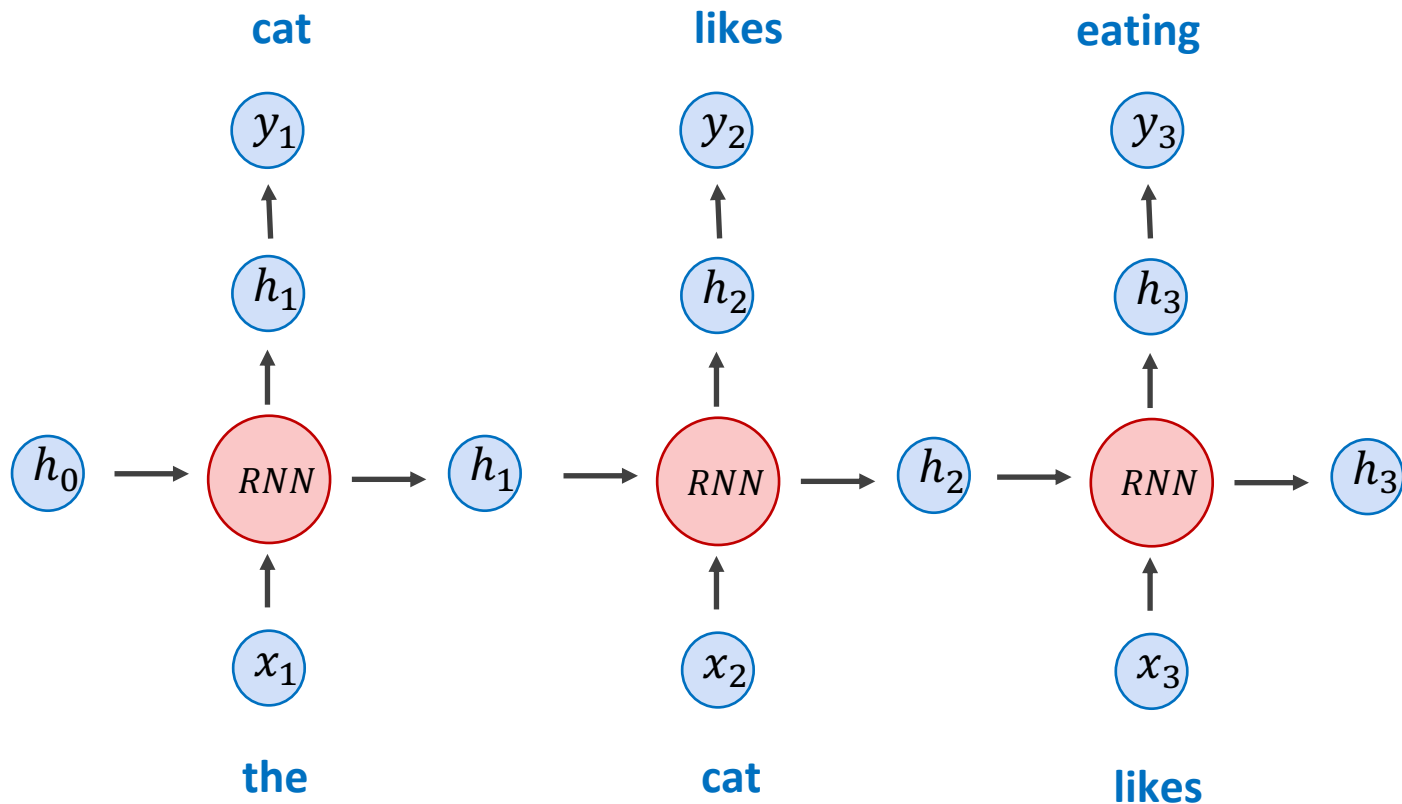 cat likes eating
y₁ y₂ y₃
h₁ h₂ h₃
h₀ RNN h₁ RNN h₂ RNN h₃
x₁ x₂ x₃
the cat likes